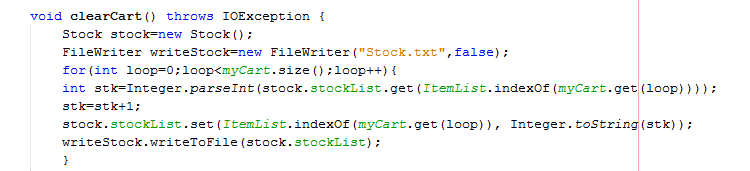 void clearCart() throws IOException {
Stock stock=new Stock();
FileWriter writeStock=new FileWriter("Stock.txt",false);
for(int loop=0;loop<myCart.size();loop++){
int stk=Integer.parseInt(stock.stockList.get(ItemList.indexOf(myCart.get(loop))));
stk=stk+1;
stock.stockList.set(ItemList.indexOf(myCart.get(loop)), Integer.toString(stk));
writeStock.writeToFile(stock.stockList);
}